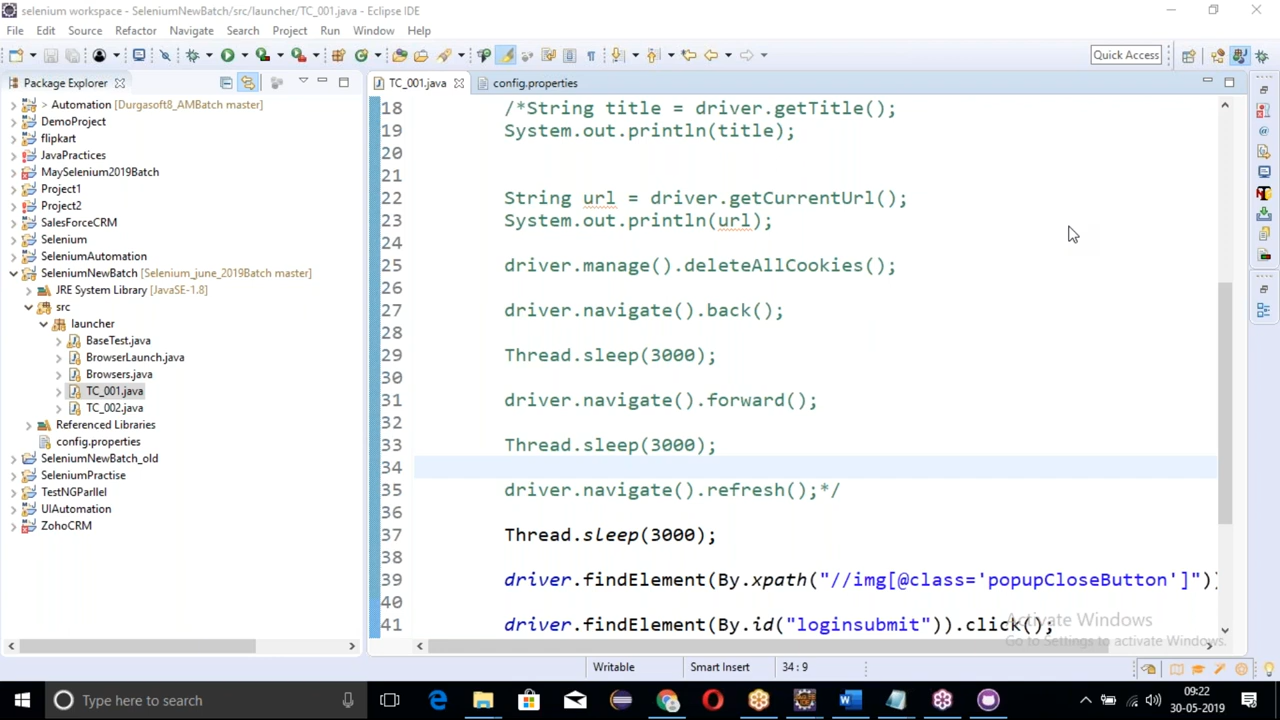 selenium workspace - SeleniumNewBatch/src/launcher/TC_001.java - Eclipse IDE
File Edit Source Refactor Navigate Search Project Run Window Help
Quick Access
Package Explorer
> Automation [Durgasoft8_AMBatch master]
DemoProject
flipkart
JavaPractices
MaySelenium2019Batch
Project1
Project2
SalesForceCRM
Selenium
SeleniumAutomation
SeleniumNewBatch [Selenium_june_2019Batch master]
JRE System Library [JavaSE-1.8]
src
launcher
BaseTest.java
BrowserLaunch.java
Browsers.java
TC_001.java
TC_002.java
Referenced Libraries
config.properties
SeleniumNewBatch_old
SeleniumPractise
TestNGParllel
UIAutomation
ZohoCRM
TC_001.java config.properties
18 /*String title = driver.getTitle();
19 System.out.println(title);
20
21
22 String url = driver.getCurrentUrl();
23 System.out.println(url);
24
25 driver.manage().deleteAllCookies();
26
27 driver.navigate().back();
28
29 Thread.sleep(3000);
30
31 driver.navigate().forward();
32
33 Thread.sleep(3000);
34
35 driver.navigate().refresh();*/
36
37 Thread.sleep(3000);
38
39 driver.findElement(By.xpath("//img[@class='popupCloseButton']"))
40
41 driver.findElement(By.id("loginsubmit")).click();
Activate Windows
Go to Settings to activate Windows.
Writable Smart Insert 34 : 9
Type here to search
09:22
30-05-2019